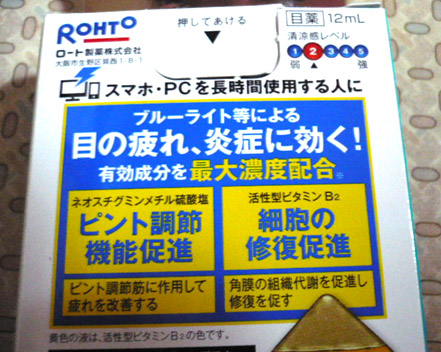 ROHTO
ロート製薬株式会社
大阪市生野区巽西1-8-1
押してあける
目薬 12mL
清涼感レベル
1 2 3 4 5
弱 ▲ 強
スマホ・PCを長時間使用する人に
ブルーライト等による
目の疲れ、炎症に効く!
有効成分を最大濃度配合※
ネオスチグミンメチル硫酸塩
ピント調節
機能促進
ピント調節筋に作用して
疲れを改善する
活性型ビタミンB2
細胞の
修復促進
角膜の組織代謝を促進し
修復を促す
黄色の液は、活性型ビタミンB2の色です。